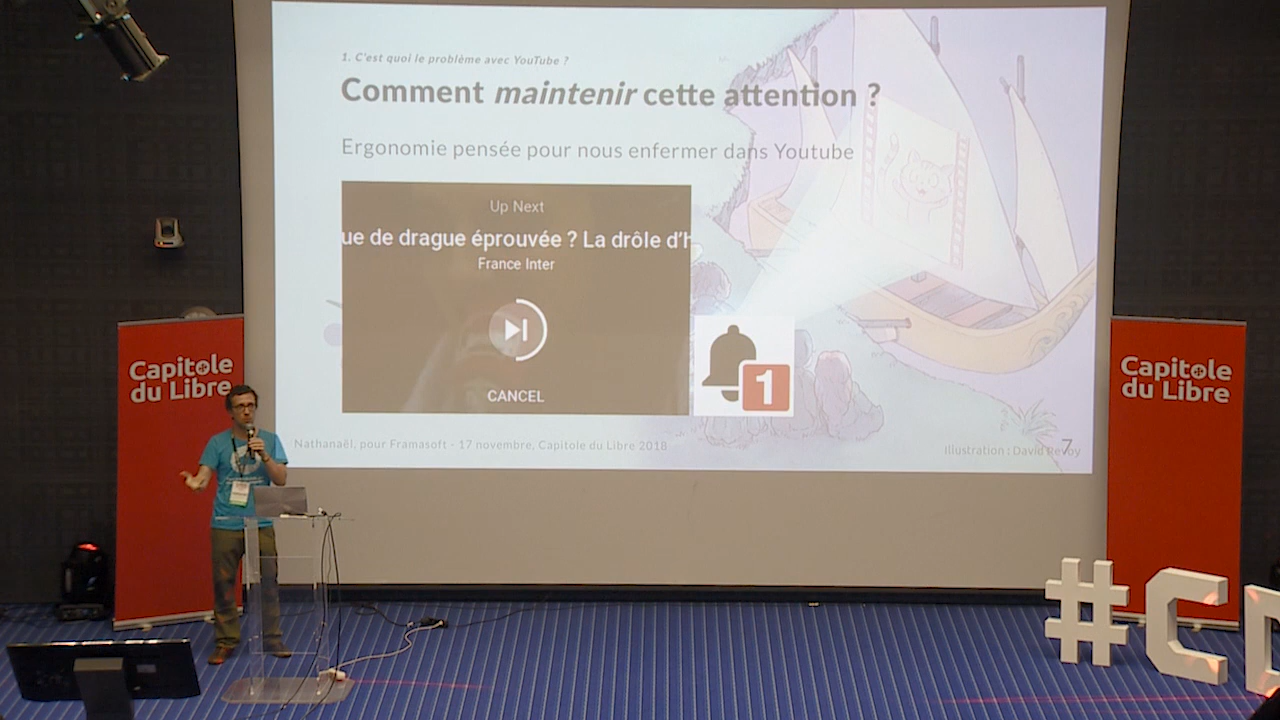 1. C'est quoi le problème avec YouTube ?
Comment maintenir cette attention ?
Ergonomie pensée pour nous enfermer dans Youtube
Up Next
ue de drague éprouvée ? La drôle d'h
France Inter
CANCEL
1
Nathanaël, pour Framasoft - 17 novembre, Capitole du Libre 2018
Illustration : David Revoy
7
Capitole
du Libre
Capitole
du Libre
#C